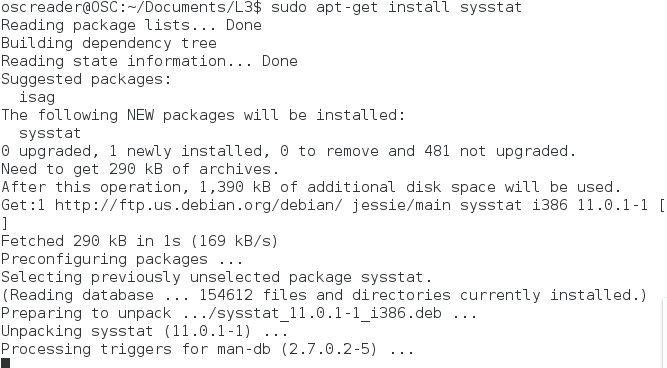 oscreader@OSC:~/Documents/L3$ sudo apt-get install sysstat
Reading package lists... Done
Building dependency tree
Reading state information... Done
Suggested packages:
  isag
The following NEW packages will be installed:
  sysstat
0 upgraded, 1 newly installed, 0 to remove and 481 not upgraded.
Need to get 290 kB of archives.
After this operation, 1,390 kB of additional disk space will be used.
Get:1 http://ftp.us.debian.org/debian/ jessie/main sysstat i386 11.0.1-1 [
]
Fetched 290 kB in 1s (169 kB/s)
Preconfiguring packages ...
Selecting previously unselected package sysstat.
(Reading database ... 154612 files and directories currently installed.)
Preparing to unpack .../sysstat_11.0.1-1_i386.deb ...
Unpacking sysstat (11.0.1-1) ...
Processing triggers for man-db (2.7.0.2-5) ...